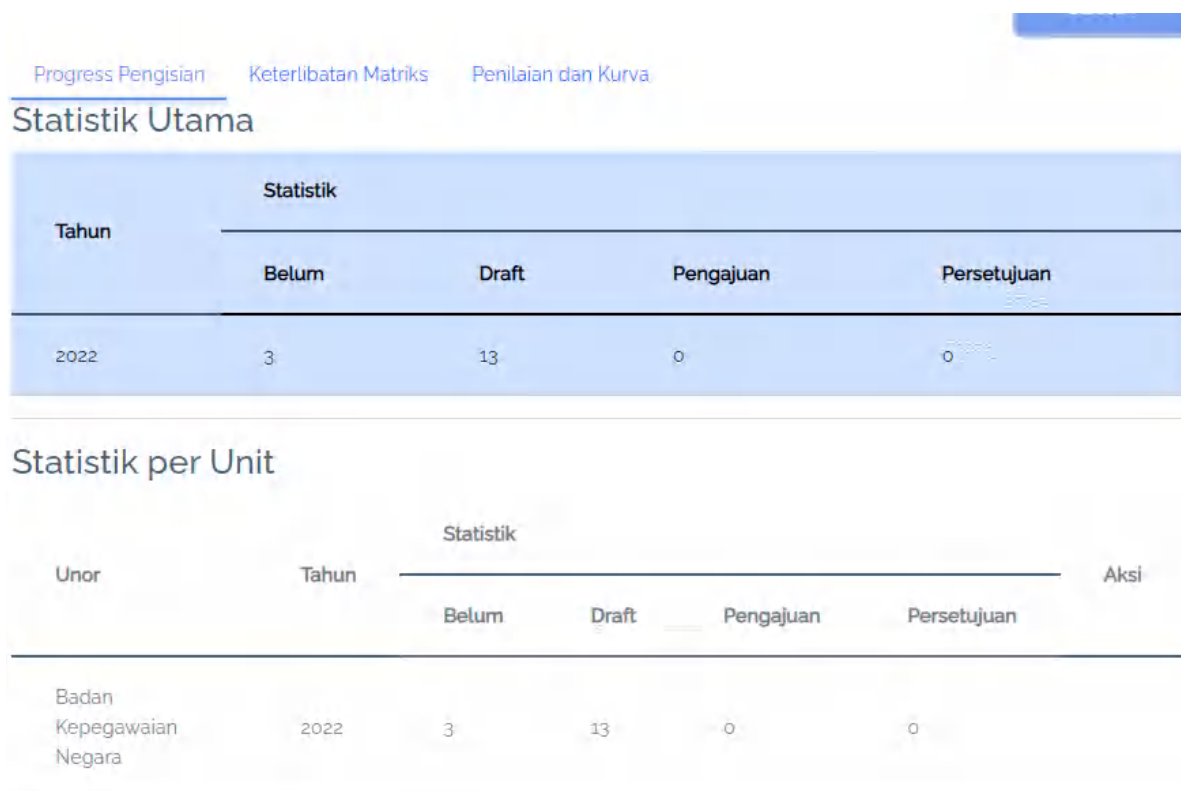 Progress Pengisian Keterlibatan Matriks Penilaian dan Kurva
Statistik Utama
Statistik
Tahun
Belum Draft Pengajuan Persetujuan
2022 3 13 0 0
Statistik per Unit
Statistik
Unor Tahun Aksi
Belum Draft Pengajuan Persetujuan
Badan
Kepegawaian 2022 3 13 0 0
Negara